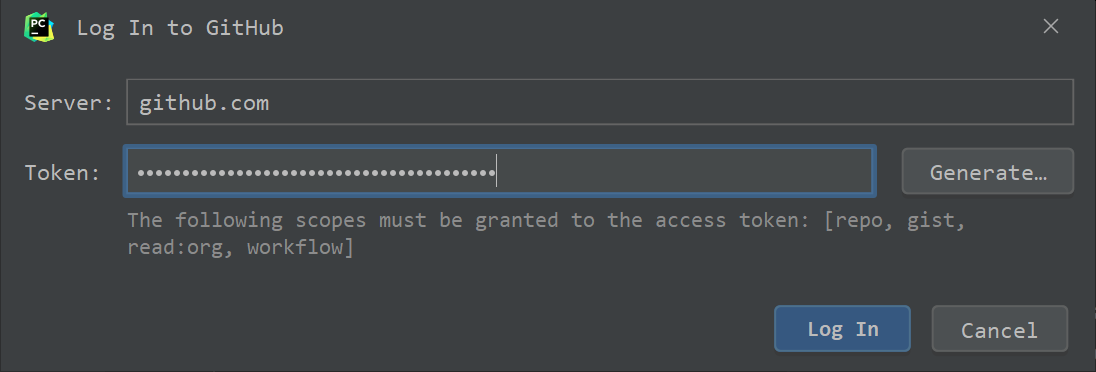 PC
Log In to GitHub
Server: github.com
Token: ••••••••••••••••••••••••••••••••••••••••
Generate…
The following scopes must be granted to the access token: [repo, gist,
read:org, workflow]
Log In
Cancel